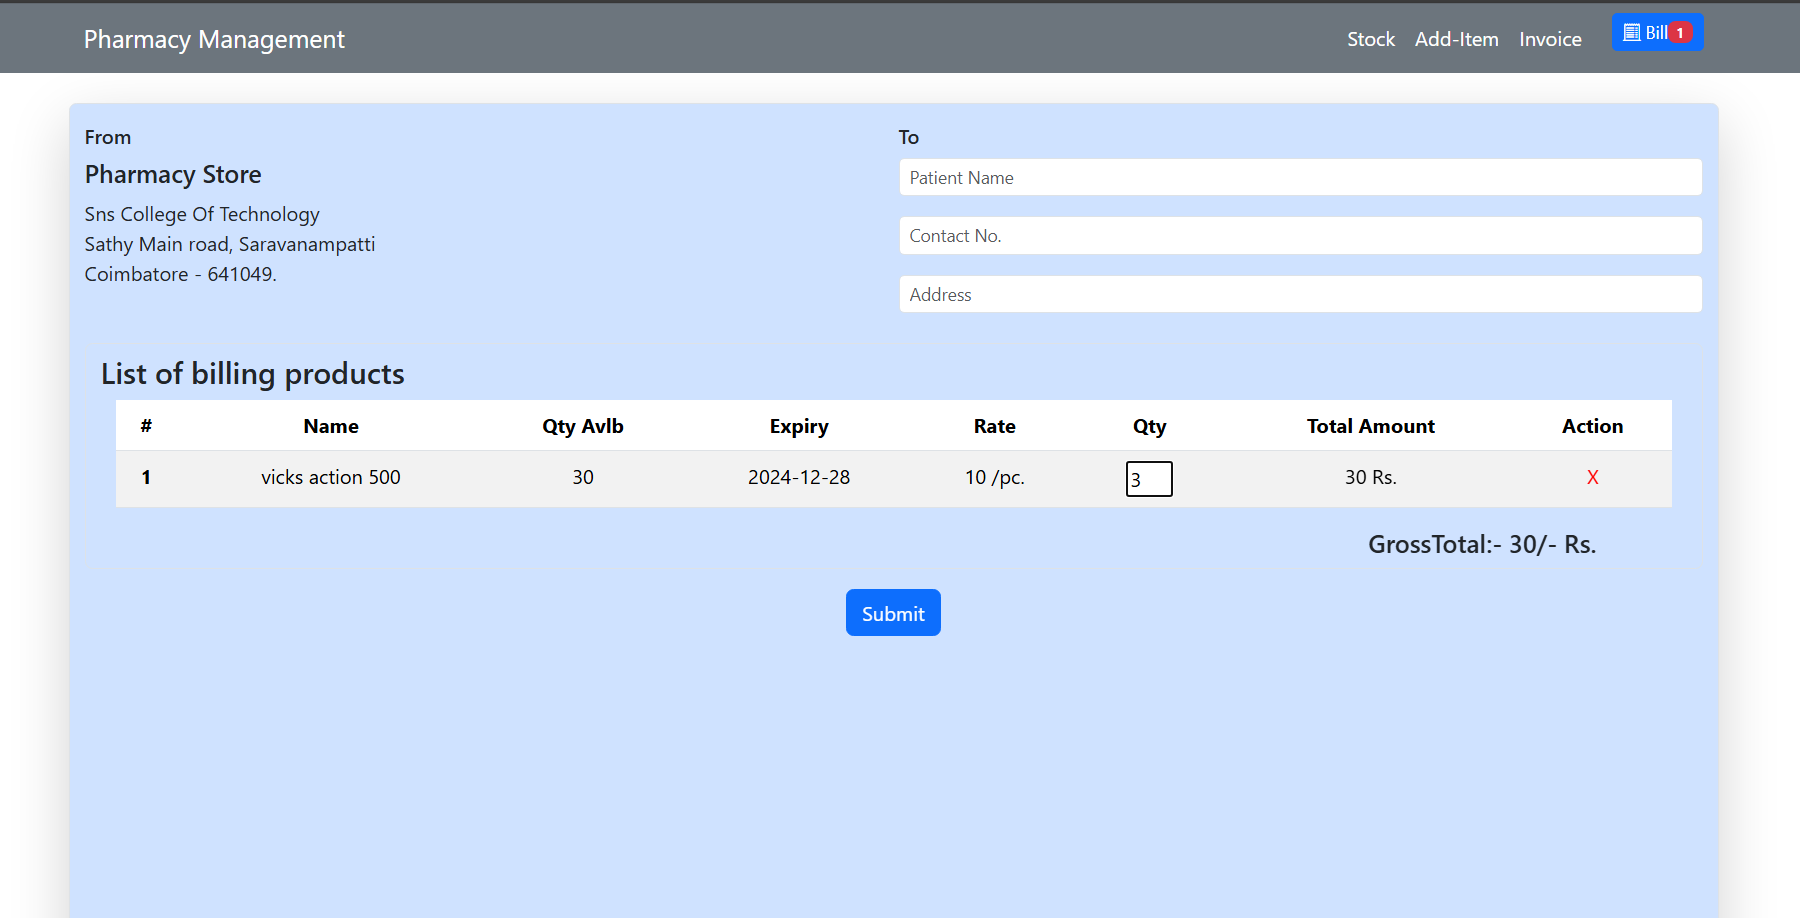 Pharmacy Management
Stock Add-Item Invoice Bill 1
From
Pharmacy Store
Sns College Of Technology
Sathy Main road, Saravanampatti
Coimbatore - 641049.
To
Patient Name
Contact No.
Address
List of billing products
# Name Qty Avlb Expiry Rate Qty Total Amount Action
1 vicks action 500 30 2024-12-28 10 /pc. 3 30 Rs. X
GrossTotal:- 30/- Rs.
Submit